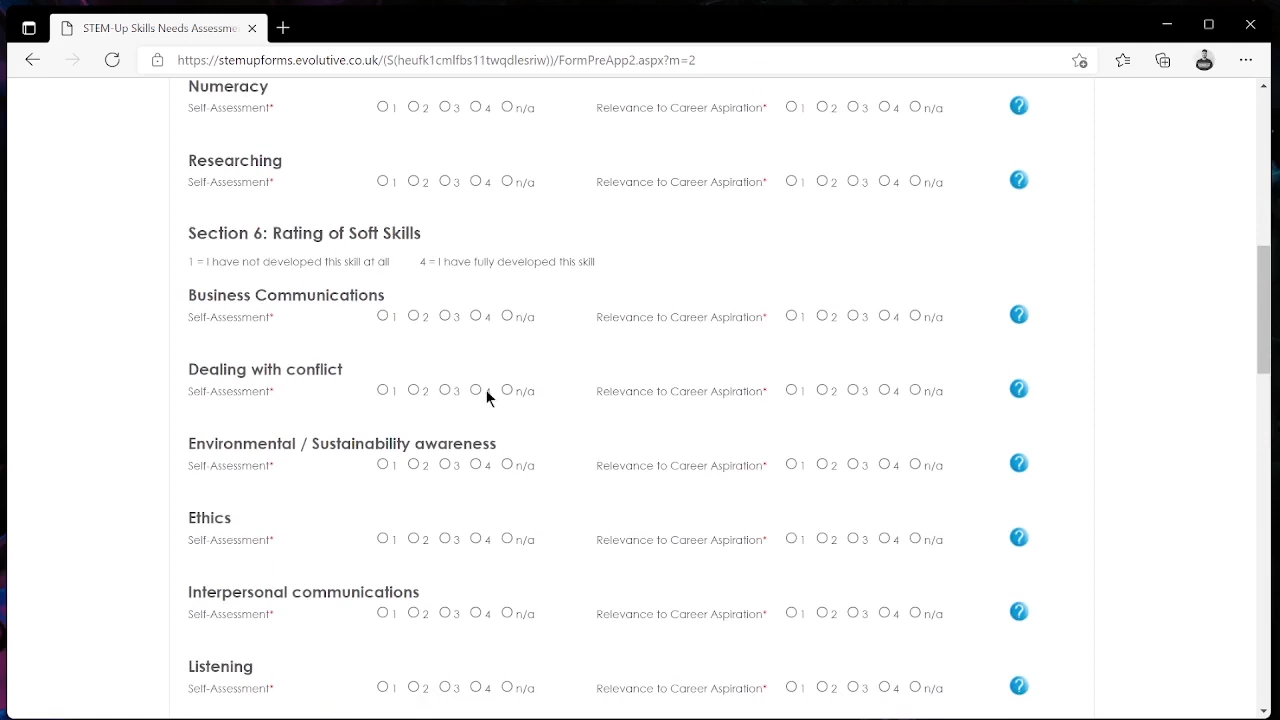 STEM-Up Skills Needs Assessme
https://stemupforms.evolutive.co.uk/(S(heufk1cmlfbs11twqdlesriw))/FormPreApp2.aspx?m=2
Numeracy
Self-Assessment* 1 2 3 4 n/a Relevance to Career Aspiration* 1 2 3 4 n/a ?
Researching
Self-Assessment* 1 2 3 4 n/a Relevance to Career Aspiration* 1 2 3 4 n/a ?
Section 6: Rating of Soft Skills
1 = I have not developed this skill at all 4 = I have fully developed this skill
Business Communications
Self-Assessment* 1 2 3 4 n/a Relevance to Career Aspiration* 1 2 3 4 n/a ?
Dealing with conflict
Self-Assessment* 1 2 3 4 n/a Relevance to Career Aspiration* 1 2 3 4 n/a ?
Environmental / Sustainability awareness
Self-Assessment* 1 2 3 4 n/a Relevance to Career Aspiration* 1 2 3 4 n/a ?
Ethics
Self-Assessment* 1 2 3 4 n/a Relevance to Career Aspiration* 1 2 3 4 n/a ?
Interpersonal communications
Self-Assessment* 1 2 3 4 n/a Relevance to Career Aspiration* 1 2 3 4 n/a ?
Listening
Self-Assessment* 1 2 3 4 n/a Relevance to Career Aspiration* 1 2 3 4 n/a ?